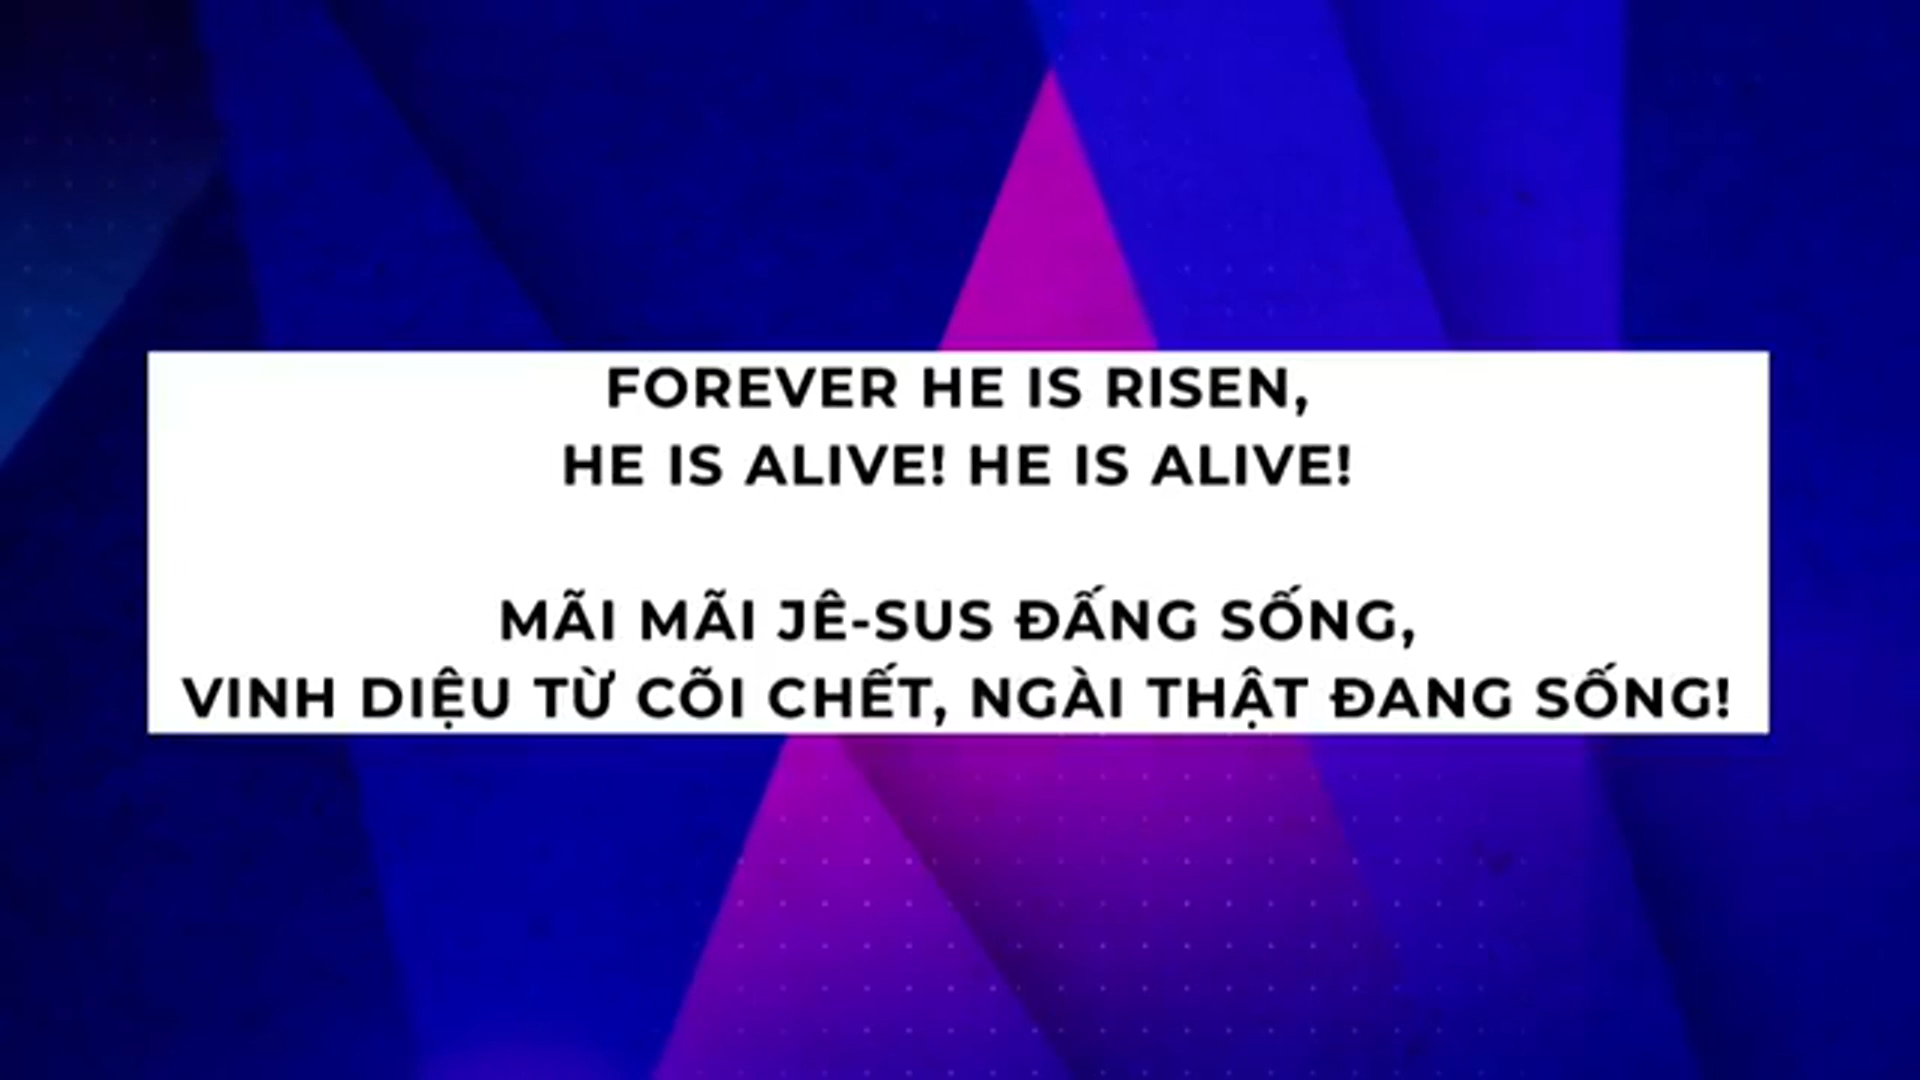 FOREVER HE IS RISEN,
HE IS ALIVE! HE IS ALIVE!
MÃI MÃI JÊ-SUS ĐẤNG SỐNG,
VINH DIỆU TỪ CÕI CHẾT, NGÀI THẬT ĐANG SỐNG!